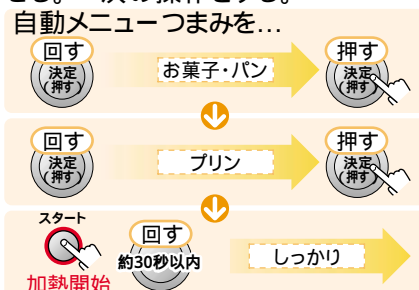 自動メニューつまみを…
回す
決定
(押す)
お菓子・パン
押す
決定
(押す)
回す
決定
(押す)
プリン
押す
決定
(押す)
スタート
加熱開始
回す
約30秒以内
しっかり